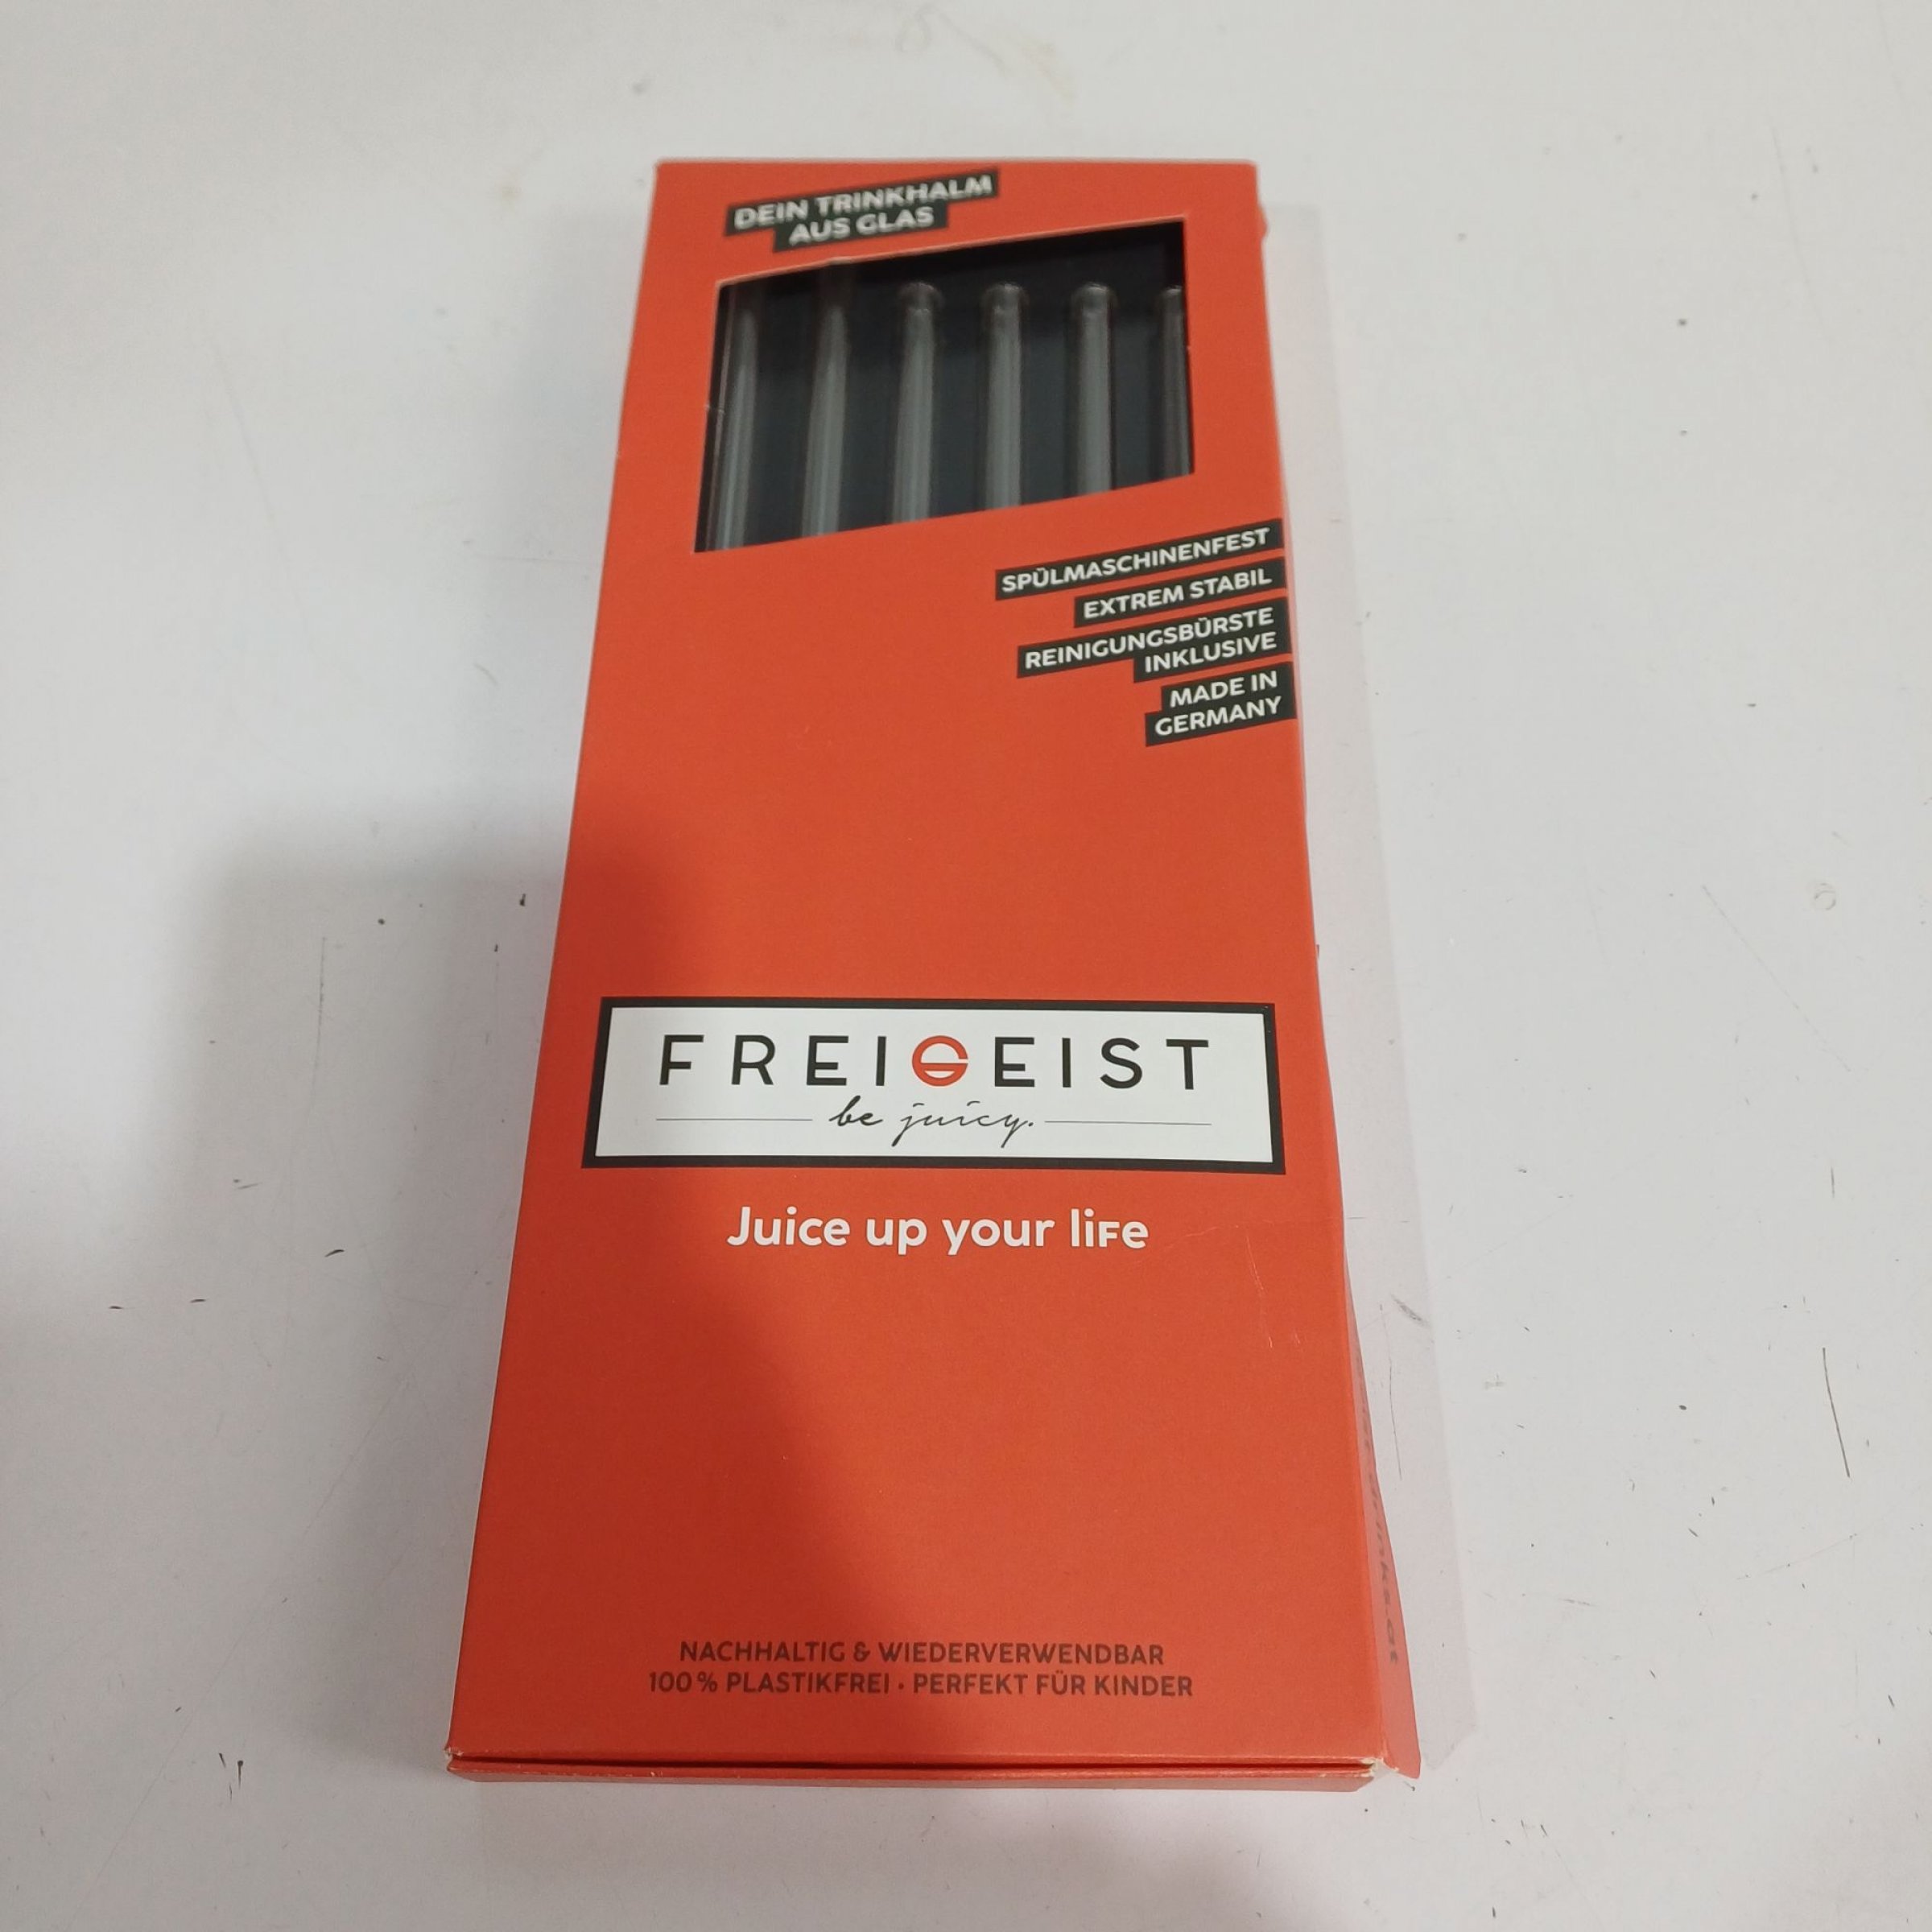 DEIN TRINKHALM
AUS GLAS
SPÜLMASCHINENFEST
EXTREM STABIL
REINIGUNGSBÜRSTE
INKLUSIVE
MADE IN
GERMANY
FREIGEIST
be juicy.
Juice up your life
NACHHALTIG & WIEDERVERWENDBAR
100 % PLASTIKFREI • PERFEKT FÜR KINDER